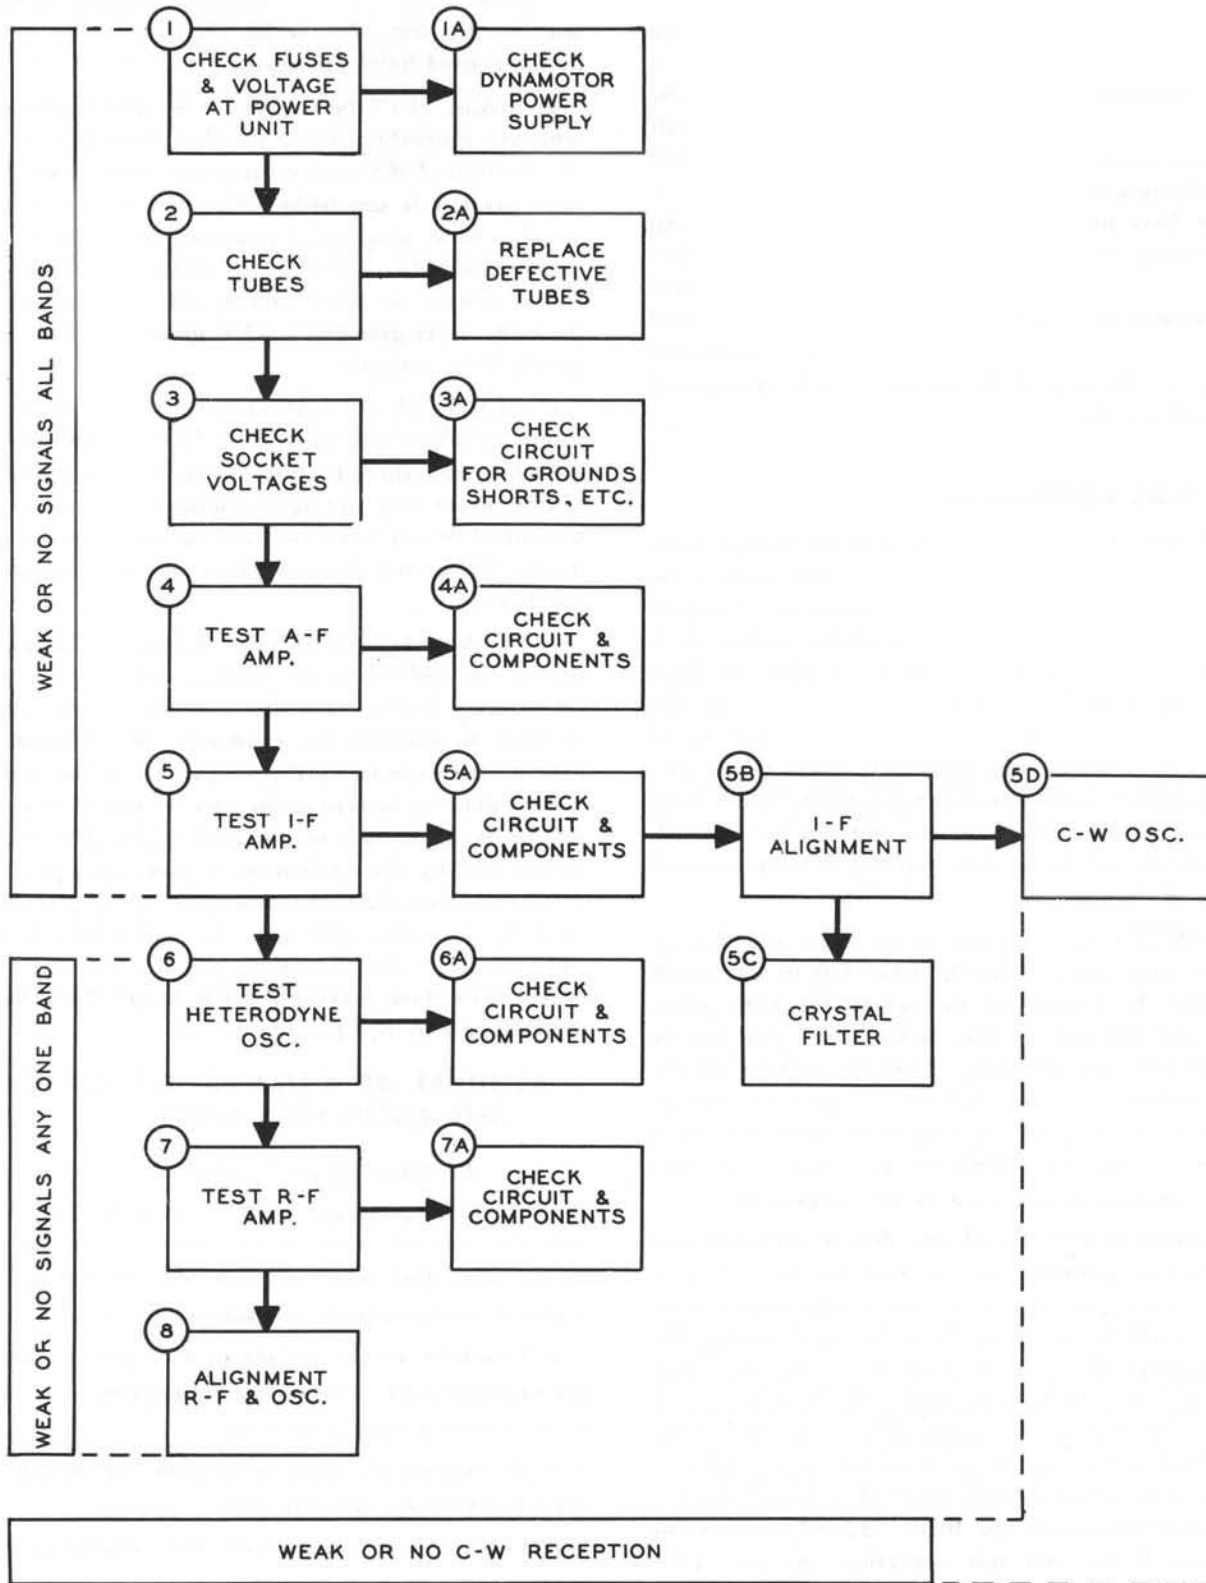 WEAK OR NO SIGNALS ALL BANDS
1
CHECK FUSES
& VOLTAGE
AT POWER
UNIT
1A
CHECK
DYNAMOTOR
POWER
SUPPLY
2
CHECK
TUBES
2A
REPLACE
DEFECTIVE
TUBES
3
CHECK
SOCKET
VOLTAGES
3A
CHECK
CIRCUIT
FOR GROUNDS
SHORTS, ETC.
4
TEST A-F
AMP.
4A
CHECK
CIRCUIT &
COMPONENTS
5
TEST I-F
AMP.
5A
CHECK
CIRCUIT &
COMPONENTS
5B
I-F
ALIGNMENT
5D
C-W OSC.
5C
CRYSTAL
FILTER
WEAK OR NO SIGNALS ANY ONE BAND
6
TEST
HETERODYNE
OSC.
6A
CHECK
CIRCUIT &
COMPONENTS
7
TEST R-F
AMP.
7A
CHECK
CIRCUIT &
COMPONENTS
8
ALIGNMENT
R-F & OSC.
WEAK OR NO C-W RECEPTION